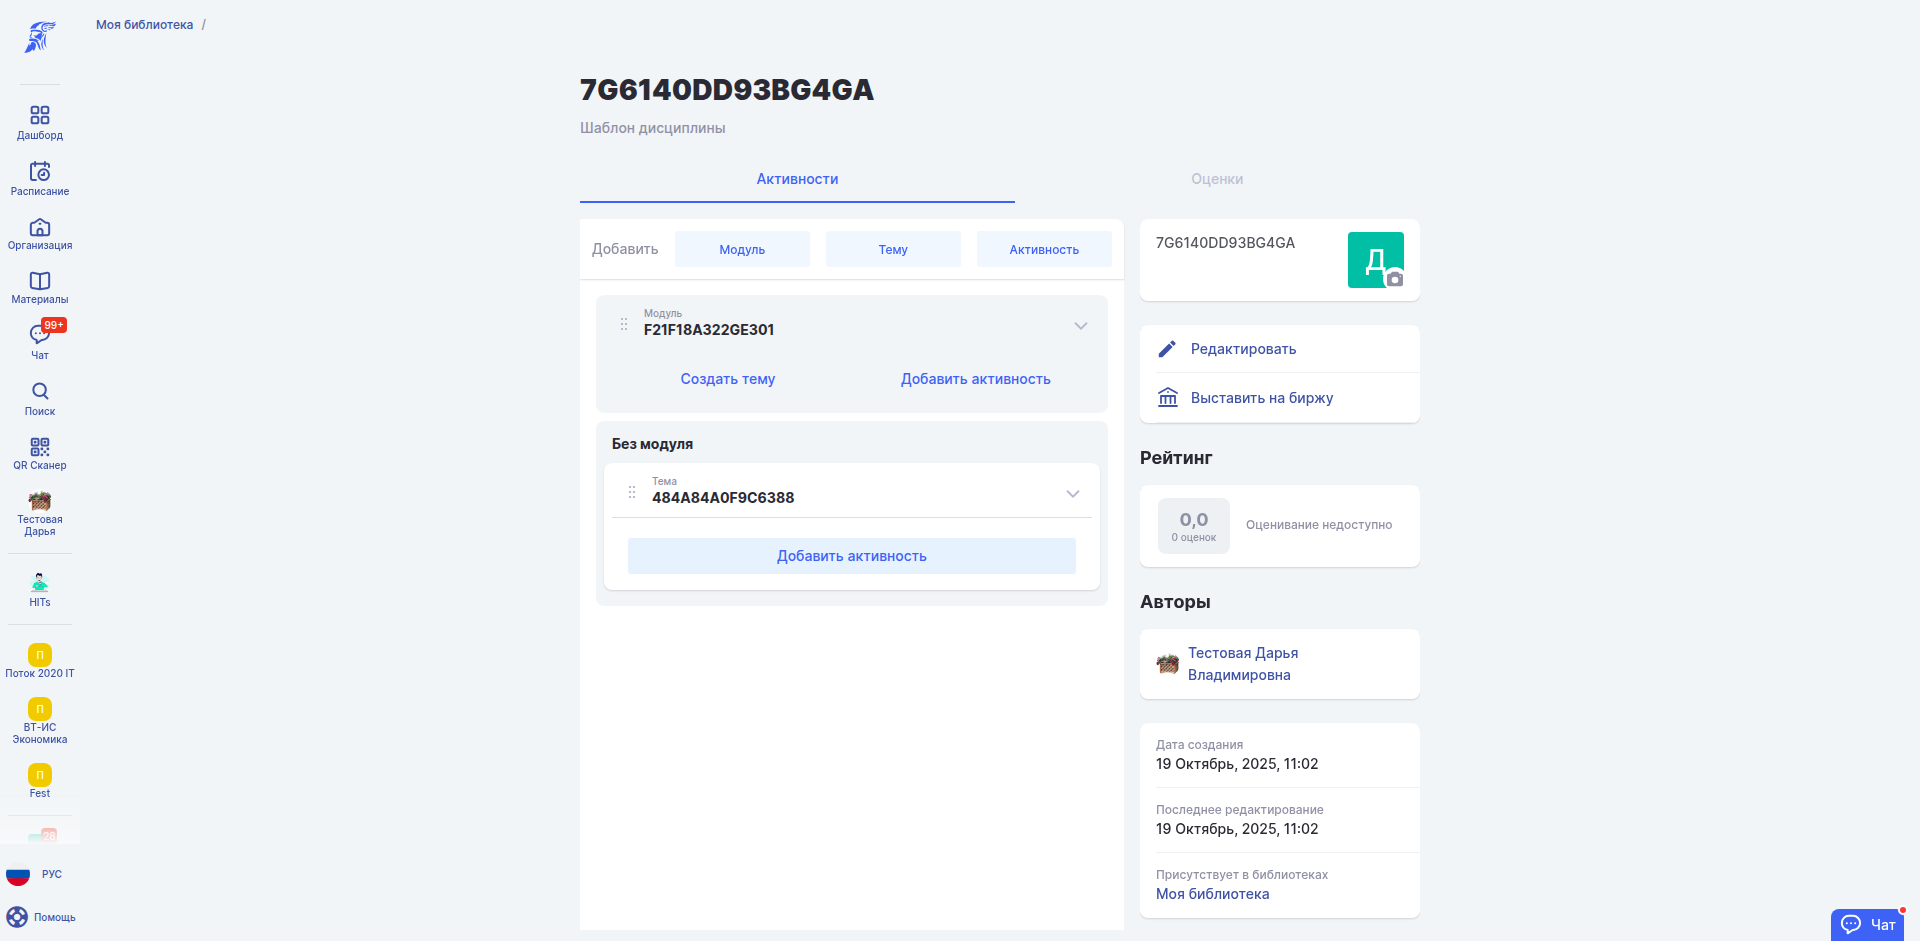 Моя библиотека /
7G6140DD93BG4GA
Шаблон дисциплины
Активности
Оценки
Добавить
Модуль
Тему
Активность
Модуль
F21F18A322GE301
Создать тему
Добавить активность
Без модуля
Тема
484A84A0F9C6388
Добавить активность
7G6140DD93BG4GA
Д
Редактировать
Выставить на биржу
Рейтинг
0,0
0 оценок
Оценивание недоступно
Авторы
Тестовая Дарья
Владимировна
Дата создания
19 Октябрь, 2025, 11:02
Последнее редактирование
19 Октябрь, 2025, 11:02
Присутствует в библиотеках
Моя библиотека
Дашборд
Расписание
Организация
Материалы
99+
Чат
Поиск
QR Сканер
Тестовая
Дарья
HITs
П
Поток 2020 IT
П
ВТ-ИС
Экономика
П
Fest
28
РУС
Помощь
Чат